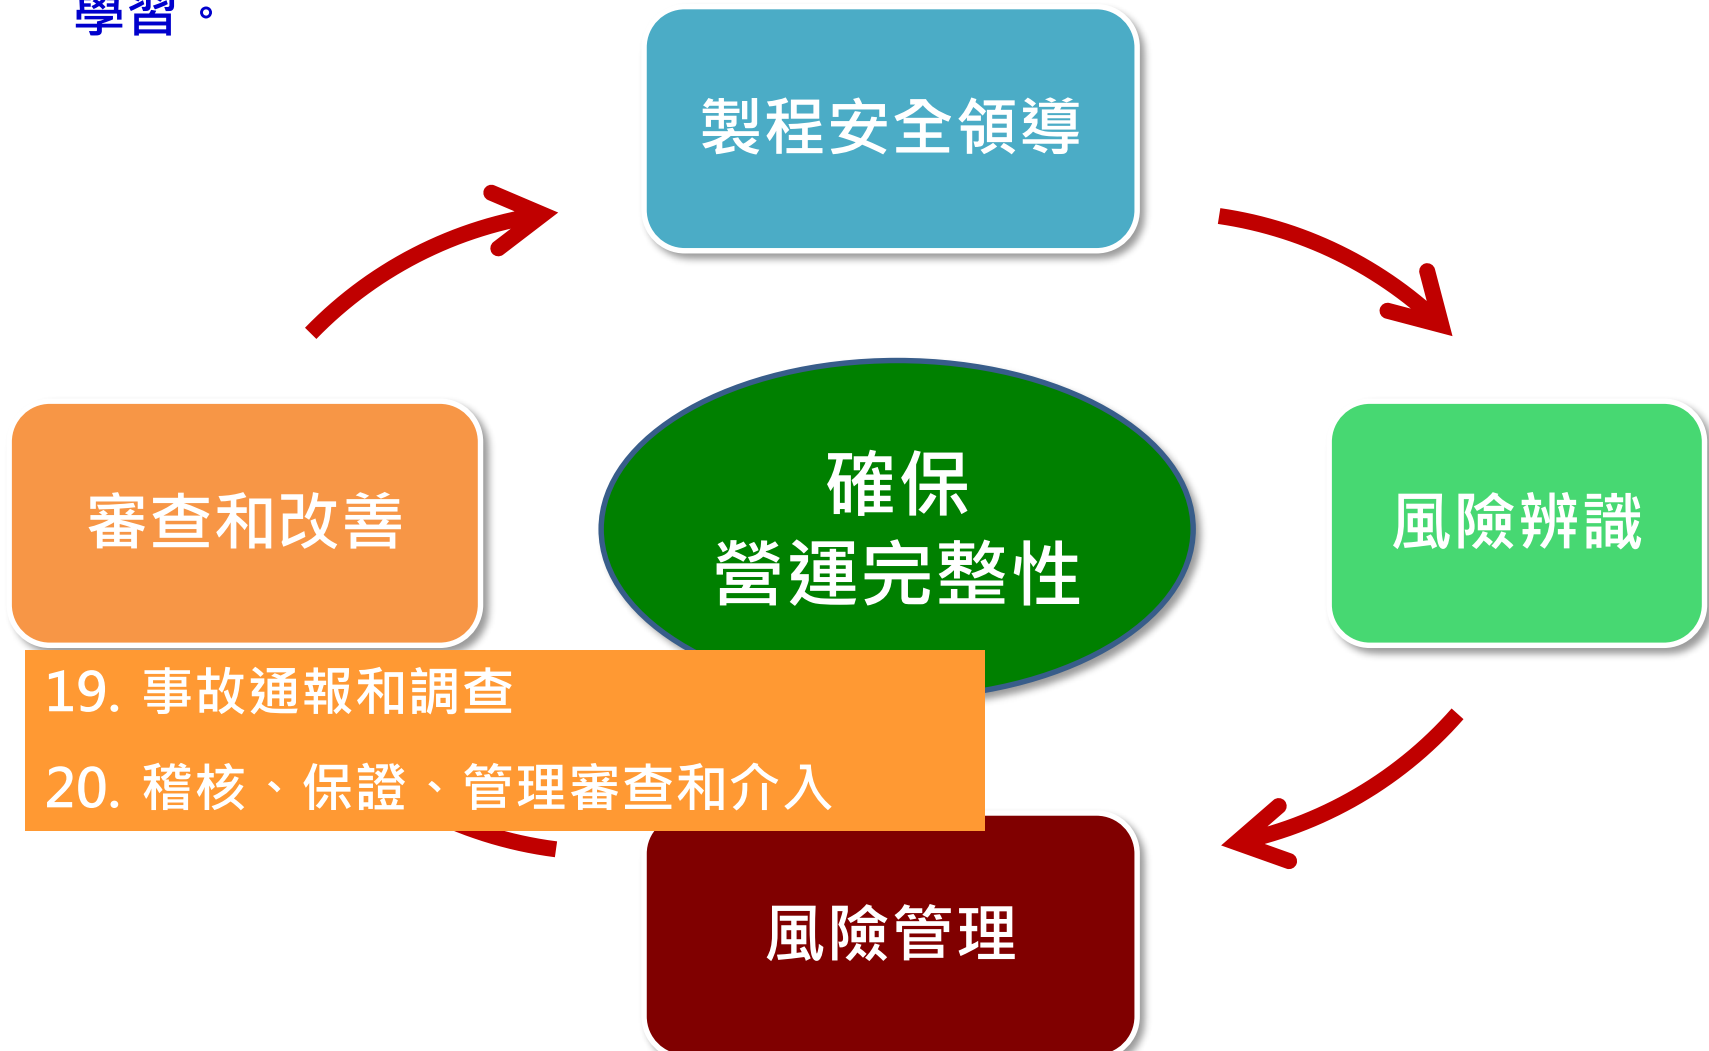 學習。
製程安全領導
確保
營運完整性
審查和改善
風險辨識
19. 事故通報和調查
20. 稽核、保證、管理審查和介入
風險管理